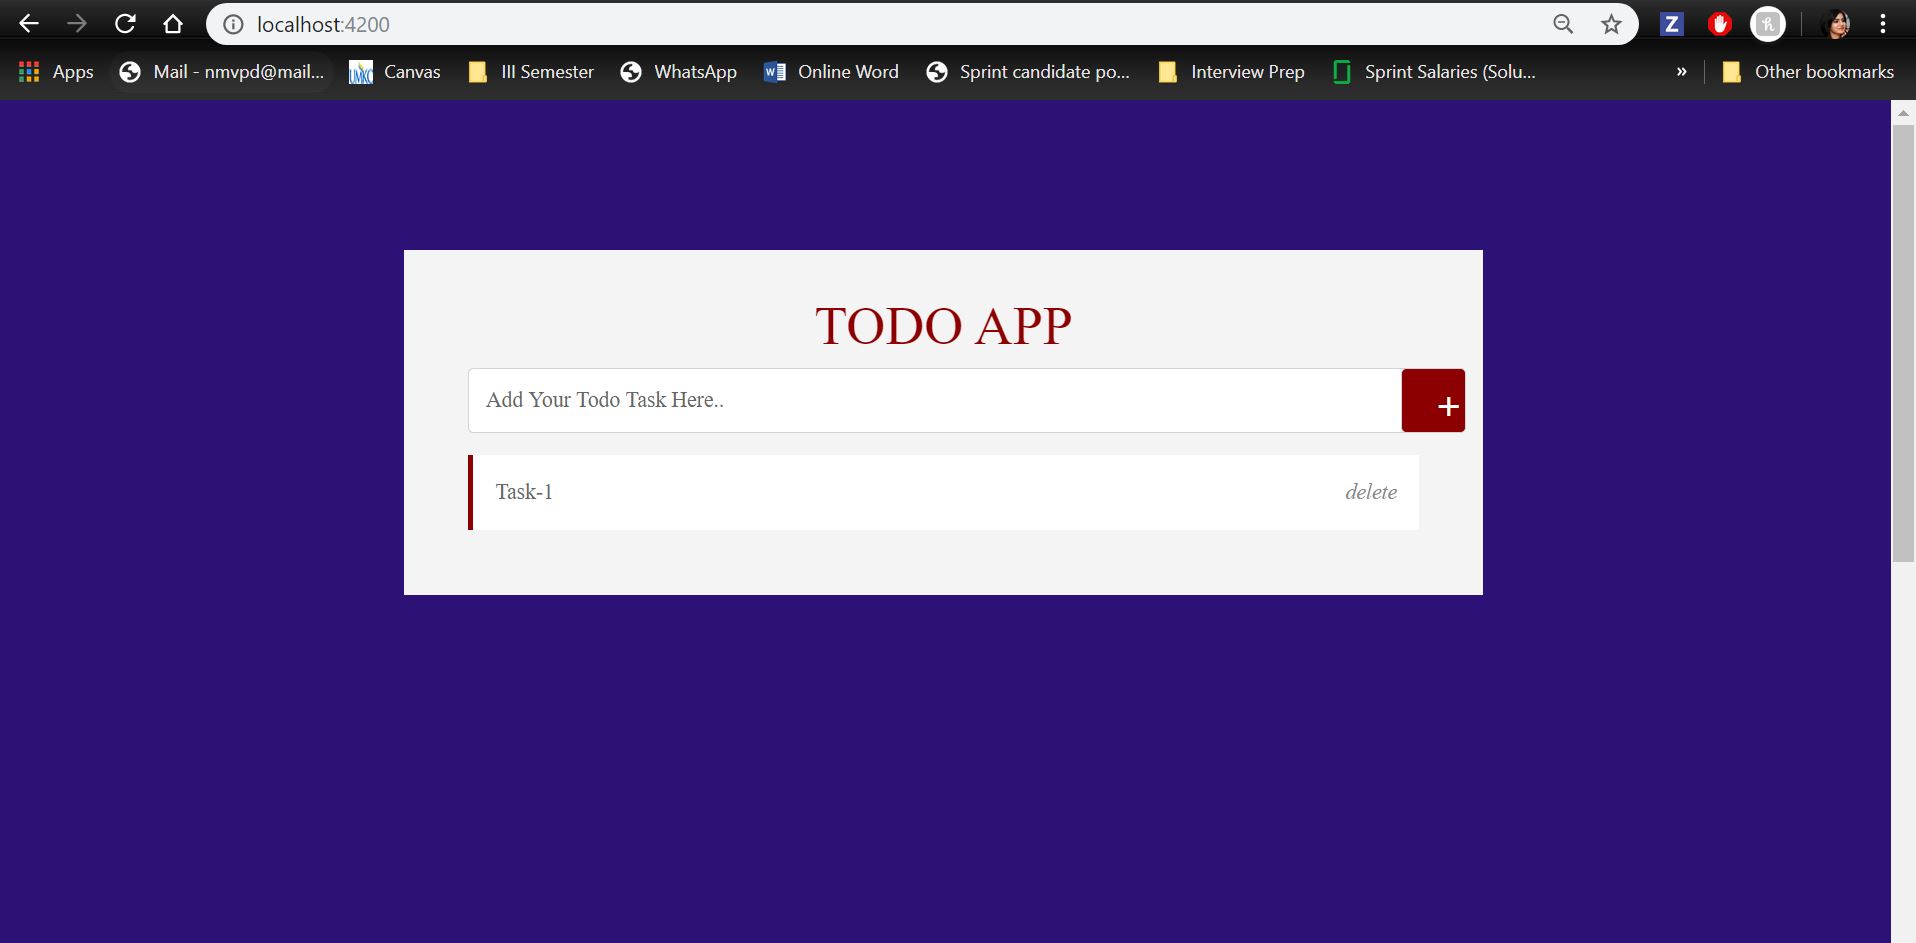 localhost:4200
Z
Apps Mail - nmvpd@mail... Canvas III Semester WhatsApp Online Word Sprint candidate po... Interview Prep Sprint Salaries (Solu... » Other bookmarks
TODO APP
Add Your Todo Task Here.. +
Task-1 delete